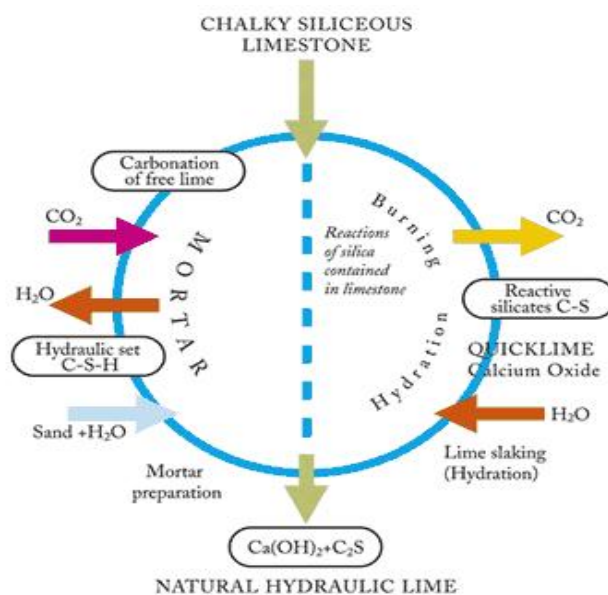 CHALKY SILICEOUS
LIMESTONE
Carbonation
of free lime
CO₂
H₂O
MORTAR
Hydraulic set
C-S-H
Sand +H₂O
Mortar
preparation
Reactions
of silica
contained
in limestone
Burning
CO₂
Reactive
silicates C-S
QUICKLIME
Calcium Oxide
Hydration
H₂O
Lime slaking
(Hydration)
Ca(OH)₂+C₂S
NATURAL HYDRAULIC LIME